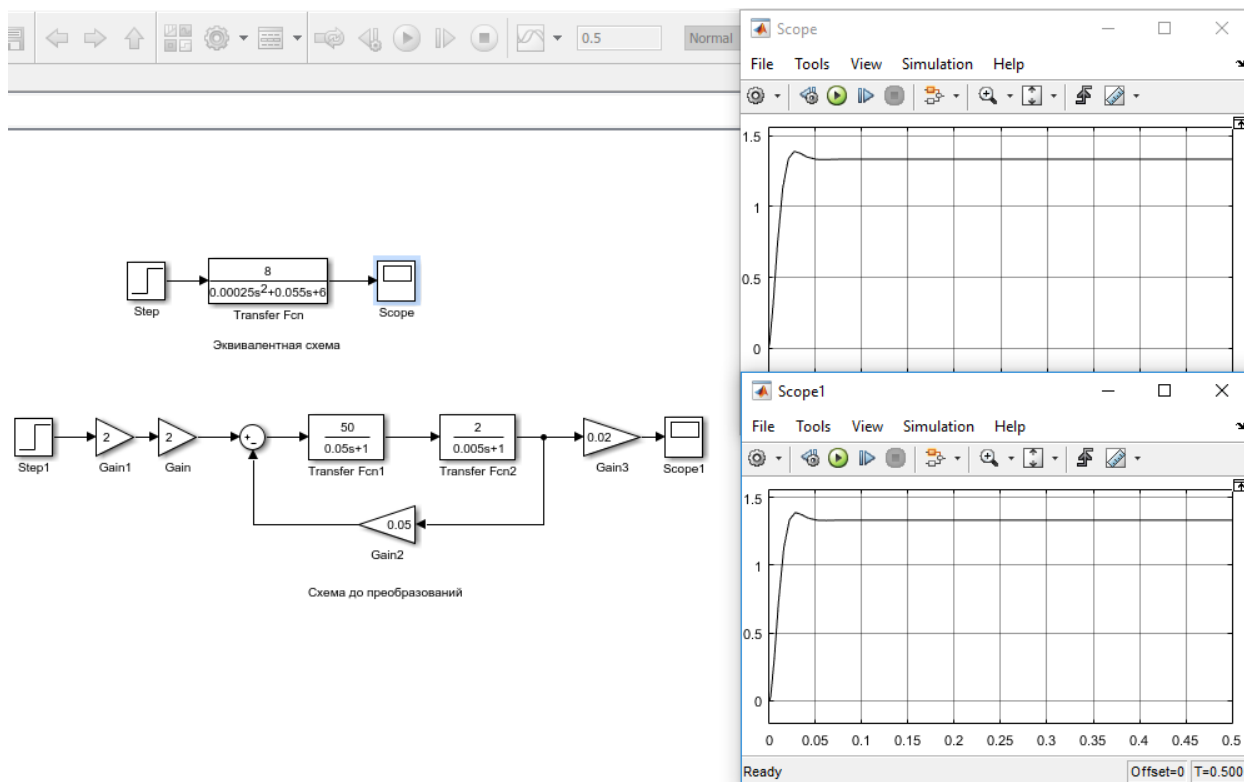 0.5
Normal
8
0.00025s²+0.055s+6
Step
Transfer Fcn
Scope
Эквивалентная схема
2
2
+
-
50
0.05s+1
2
0.005s+1
0.02
Step1
Gain1
Gain
Transfer Fcn1
Transfer Fcn2
Gain3
Scope1
0.05
Gain2
Схема до преобразований
Scope
File Tools View Simulation Help
1.5
1
0.5
0
Scope1
File Tools View Simulation Help
1.5
1
0.5
0
0 0.05 0.1 0.15 0.2 0.25 0.3 0.35 0.4 0.45 0.5
Ready Offset=0 T=0.500